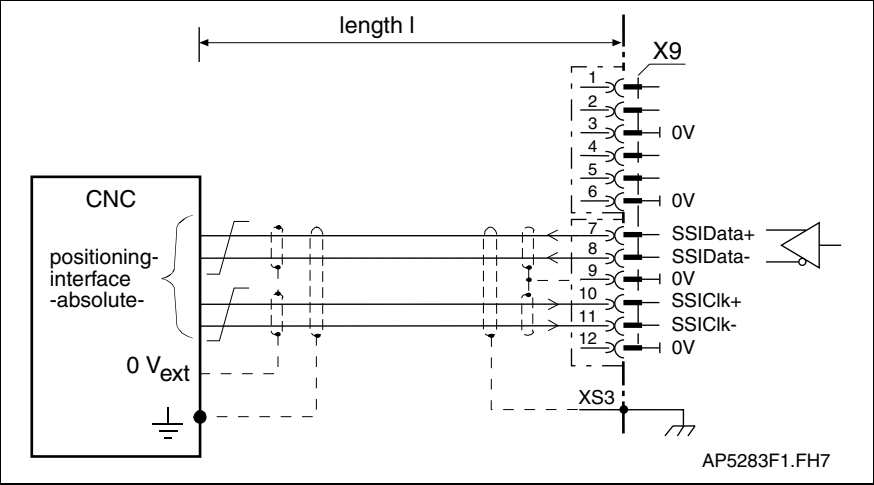 length l
X9
1
2
3 0V
4
5
6 0V
CNC
7 SSIData+
positioning-
8 SSIData-
interface
9 0V
-absolute-
10 SSIClk+
11 SSIClk-
12 0V
0 Vext
XS3
AP5283F1.FH7